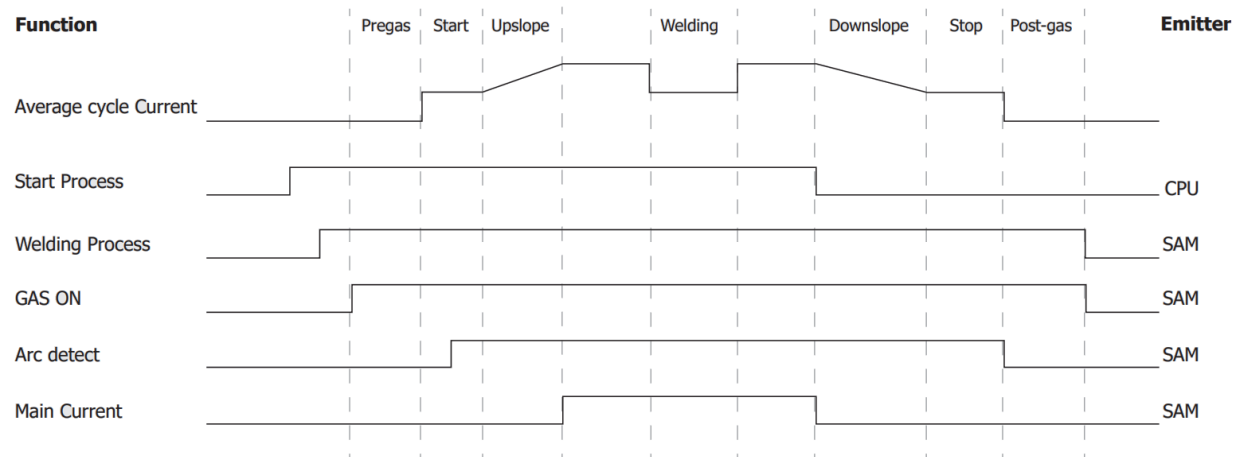 Function Pregas Start Upslope Welding Downslope Stop Post-gas Emitter
Average cycle Current
Start Process CPU
Welding Process SAM
GAS ON SAM
Arc detect SAM
Main Current SAM